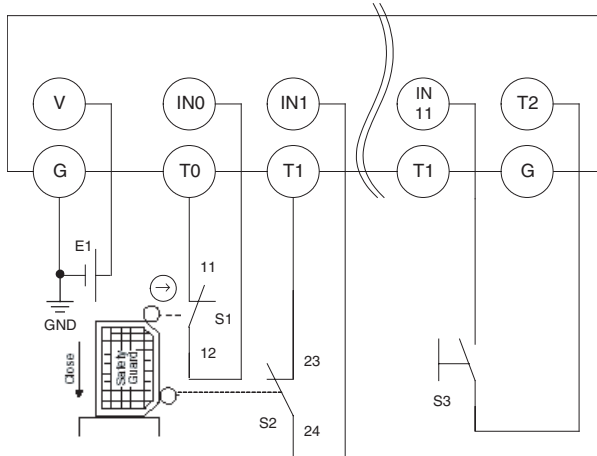 V
IN0
IN1
IN
11
T2
G
T0
T1
T1
G
E1
11
→
S1
GND
12
Close
Safety
Guard
23
S2
24
S3